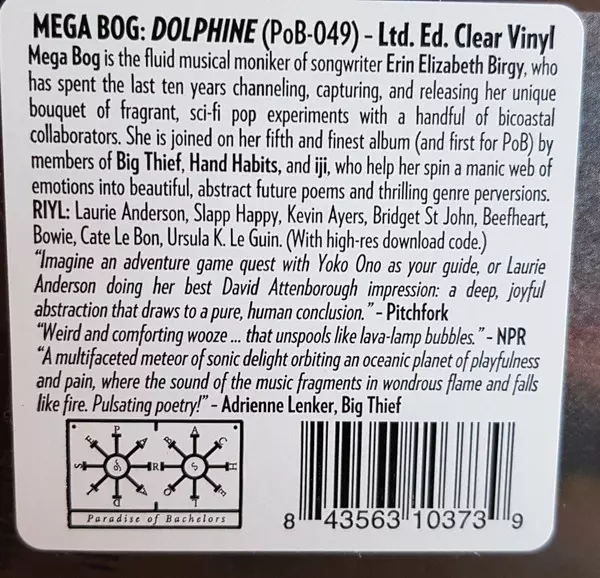 MEGA BOG: DOLPHINE (PoB-049) - Ltd. Ed. Clear Vinyl
Mega Bog is the fluid musical moniker of songwriter Erin Elizabeth Birgy, who
has spent the last ten years channeling, capturing, and releasing her unique
bouquet of fragrant, sci-fi pop experiments with a handful of bicoastal
collaborators. She is joined on her fifth and finest album (and first for PoB) by
members of Big Thief, Hand Habits, and iji, who help her spin a manic web of
emotions into beautiful, abstract future poems and thrilling genre perversions.
RIYL: Laurie Anderson, Slapp Happy, Kevin Ayers, Bridget St John, Beefheart,
Bowie, Cate Le Bon, Ursula K. Le Guin. (With high-res download code.)
"Imagine an adventure game quest with Yoko Ono as your guide, or Laurie
Anderson doing her best David Attenborough impression: a deep, joyful
abstraction that draws to a pure, human conclusion." - Pitchfork
"Weird and comforting wooze ... that unspools like lava-lamp bubbles." - NPR
"A multifaceted meteor of sonic delight orbiting an oceanic planet of playfulness
and pain, where the sound of the music fragments in wondrous flame and falls
like fire. Pulsating poetry!" - Adrienne Lenker, Big Thief
Paradise of Bachelors
8 43563 10373 9